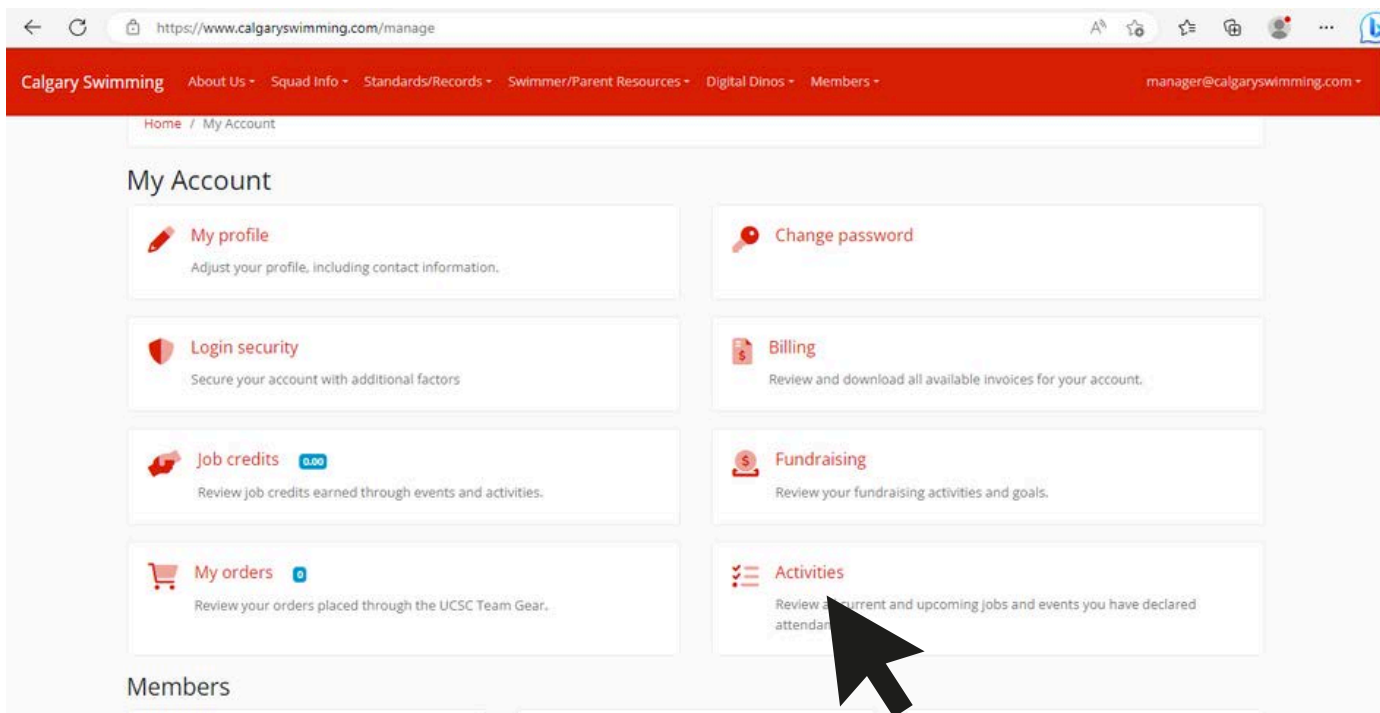 https://www.calgaryswimming.com/manage
Calgary Swimming About Us Squad Info Standards/Records Swimmer/Parent Resources Digital Dinos Members manager@calgaryswimming.com
Home / My Account
My Account
My profile
Adjust your profile, including contact information.
Change password
Login security
Secure your account with additional factors
Billing
Review and download all available invoices for your account.
Job credits 0.00
Review job credits earned through events and activities.
Fundraising
Review your fundraising activities and goals.
My orders 0
Review your orders placed through the UCSC Team Gear.
Activities
Review current and upcoming jobs and events you have declared
Members